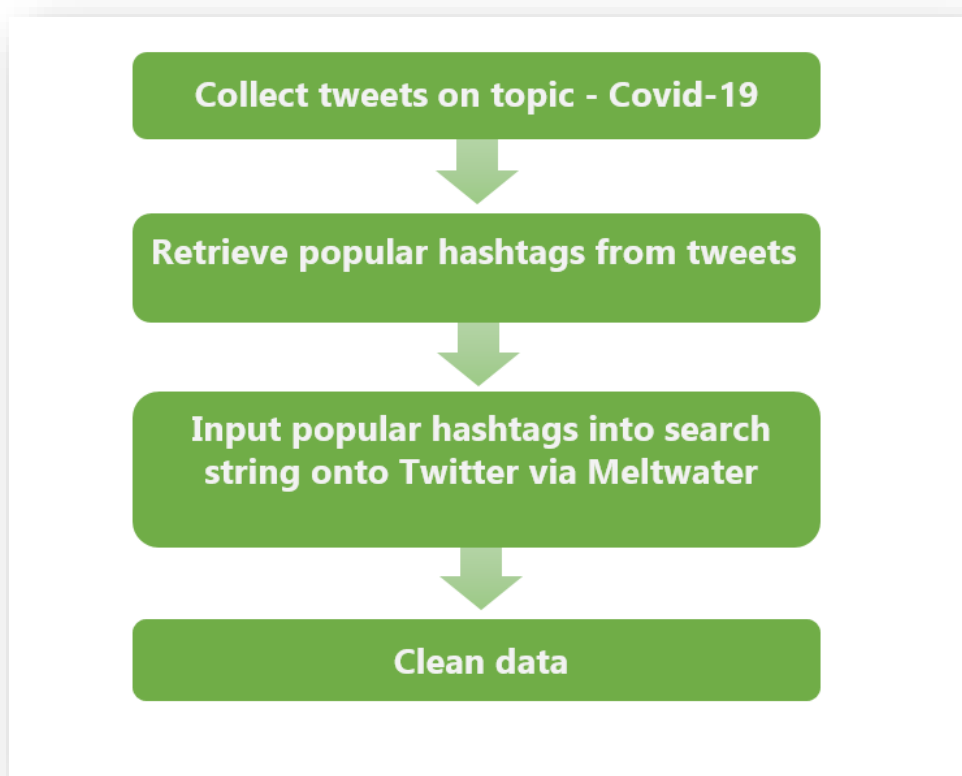 Collect tweets on topic - Covid-19
Retrieve popular hashtags from tweets
Input popular hashtags into search
string onto Twitter via Meltwater
Clean data